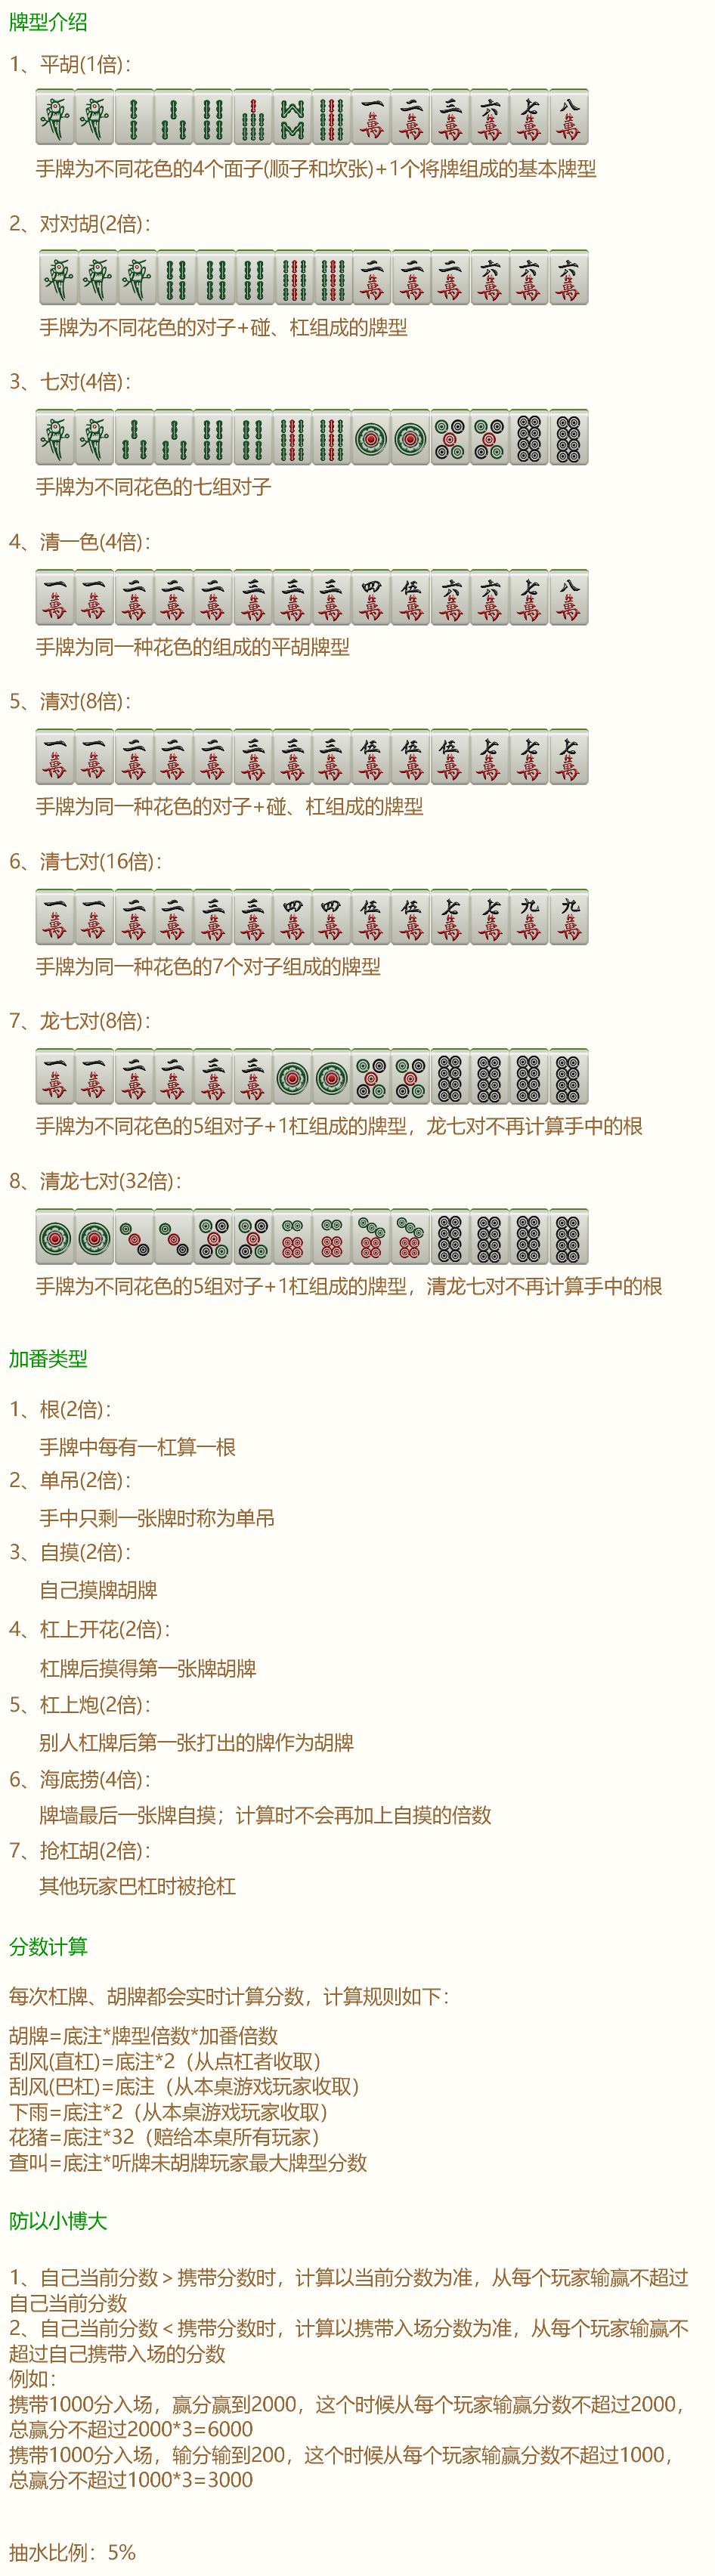 牌型介绍
1、平胡(1倍):
一萬 二萬 三萬 六萬 七萬 八萬
手牌为不同花色的4个面子(顺子和坎张)+1个将牌组成的基本牌型
2、对对胡(2倍):
二萬 二萬 二萬 六萬 六萬 六萬
手牌为不同花色的对子+碰、杠组成的牌型
3、七对(4倍):
手牌为不同花色的七组对子
4、清一色(4倍):
一萬 一萬 二萬 二萬 二萬 三萬 三萬 三萬 四萬 伍萬 六萬 六萬 七萬 八萬
手牌为同一种花色的组成的平胡牌型
5、清对(8倍):
一萬 一萬 二萬 二萬 二萬 三萬 三萬 三萬 伍萬 伍萬 伍萬 七萬 七萬 七萬
手牌为同一种花色的对子+碰、杠组成的牌型
6、清七对(16倍):
一萬 一萬 二萬 二萬 三萬 三萬 四萬 四萬 伍萬 伍萬 七萬 七萬 九萬 九萬
手牌为同一种花色的7个对子组成的牌型
7、龙七对(8倍):
一萬 一萬 二萬 二萬 三萬 三萬
手牌为不同花色的5组对子+1杠组成的牌型，龙七对不再计算手中的根
8、清龙七对(32倍):
手牌为不同花色的5组对子+1杠组成的牌型，清龙七对不再计算手中的根
加番类型
1、根(2倍):
手牌中每有一杠算一根
2、单吊(2倍):
手中只剩一张牌时称为单吊
3、自摸(2倍):
自己摸牌胡牌
4、杠上开花(2倍):
杠牌后摸得第一张牌胡牌
5、杠上炮(2倍):
别人杠牌后第一张打出的牌作为胡牌
6、海底捞(4倍):
牌墙最后一张牌自摸；计算时不会再加上自摸的倍数
7、抢杠胡(2倍):
其他玩家巴杠时被抢杠
分数计算
每次杠牌、胡牌都会实时计算分数，计算规则如下:
胡牌=底注*牌型倍数*加番倍数
刮风(直杠)=底注*2（从点杠者收取）
刮风(巴杠)=底注（从本桌游戏玩家收取）
下雨=底注*2（从本桌游戏玩家收取）
花猪=底注*32（赔给本桌所有玩家）
查叫=底注*听牌未胡牌玩家最大牌型分数
防以小博大
1、自己当前分数＞携带分数时，计算以当前分数为准，从每个玩家输赢不超过
自己当前分数
2、自己当前分数＜携带分数时，计算以携带入场分数为准，从每个玩家输赢不
超过自己携带入场的分数
例如:
携带1000分入场，赢分赢到2000，这个时候从每个玩家输赢分数不超过2000，
总赢分不超过2000*3=6000
携带1000分入场，输分输到200，这个时候从每个玩家输赢分数不超过1000，
总赢分不超过1000*3=3000
抽水比例：5%